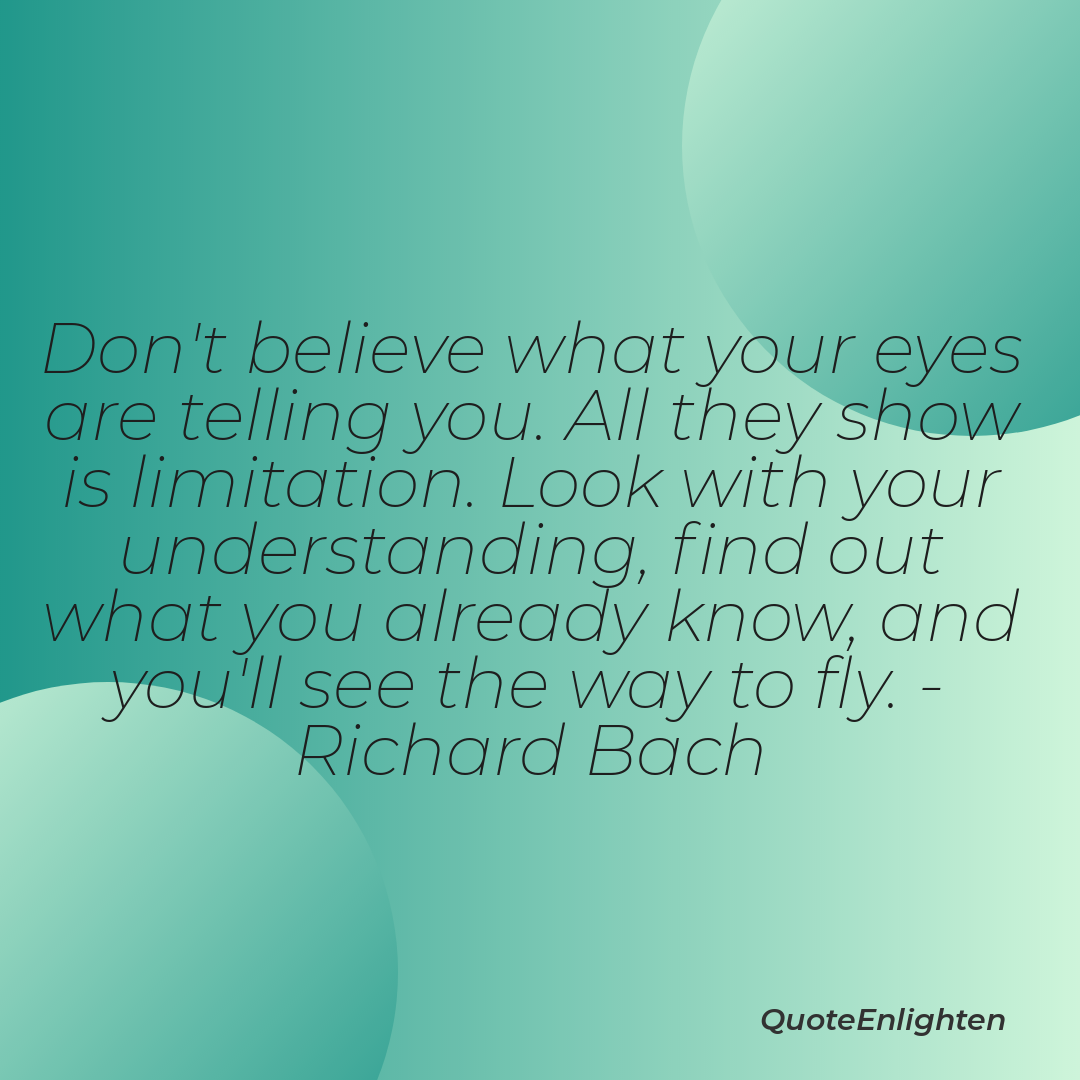 Don't believe what your eyes
are telling you. All they show
is limitation. Look with your
understanding, find out
what you already know, and
you'll see the way to fly. -
Richard Bach
QuoteEnlighten